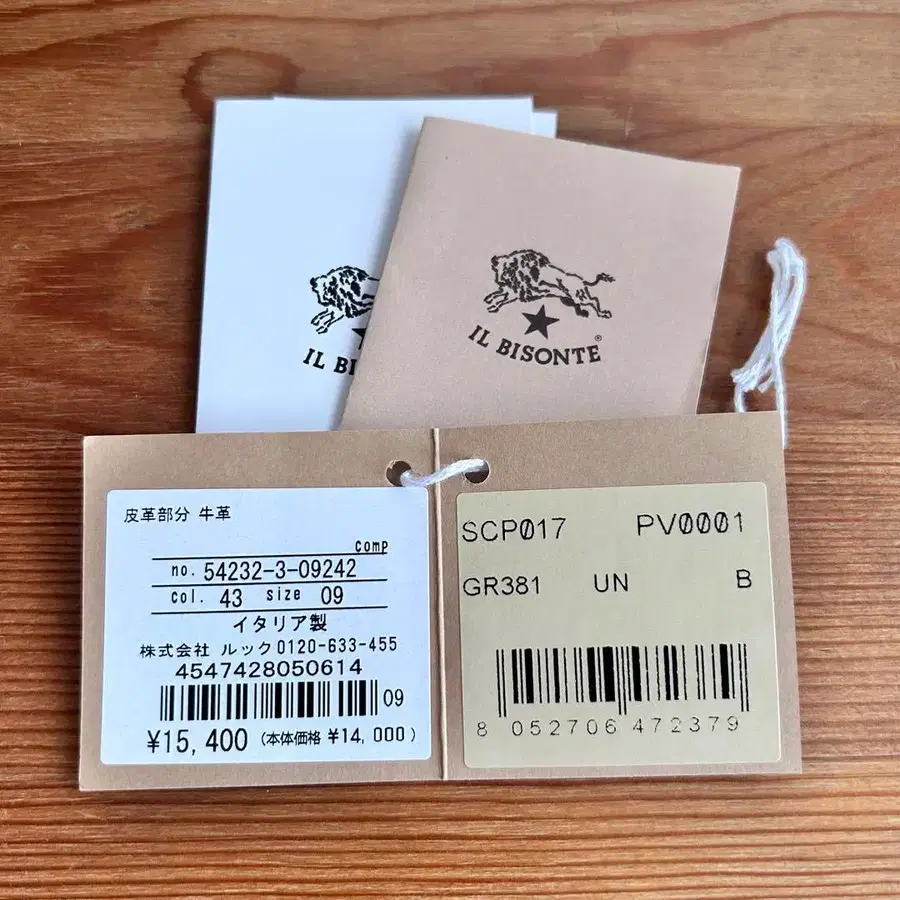 IL BI
IL BISONTE®
皮革部分 牛革
comp
no. 54232-3-09242
col. 43 size 09
イタリア製
株式会社 ルック 0120-633-455
4547428050614
09
¥15,400 (本体価格 ¥14,000)
SCP017 PV0001
GR381 UN B
8 052706 472379